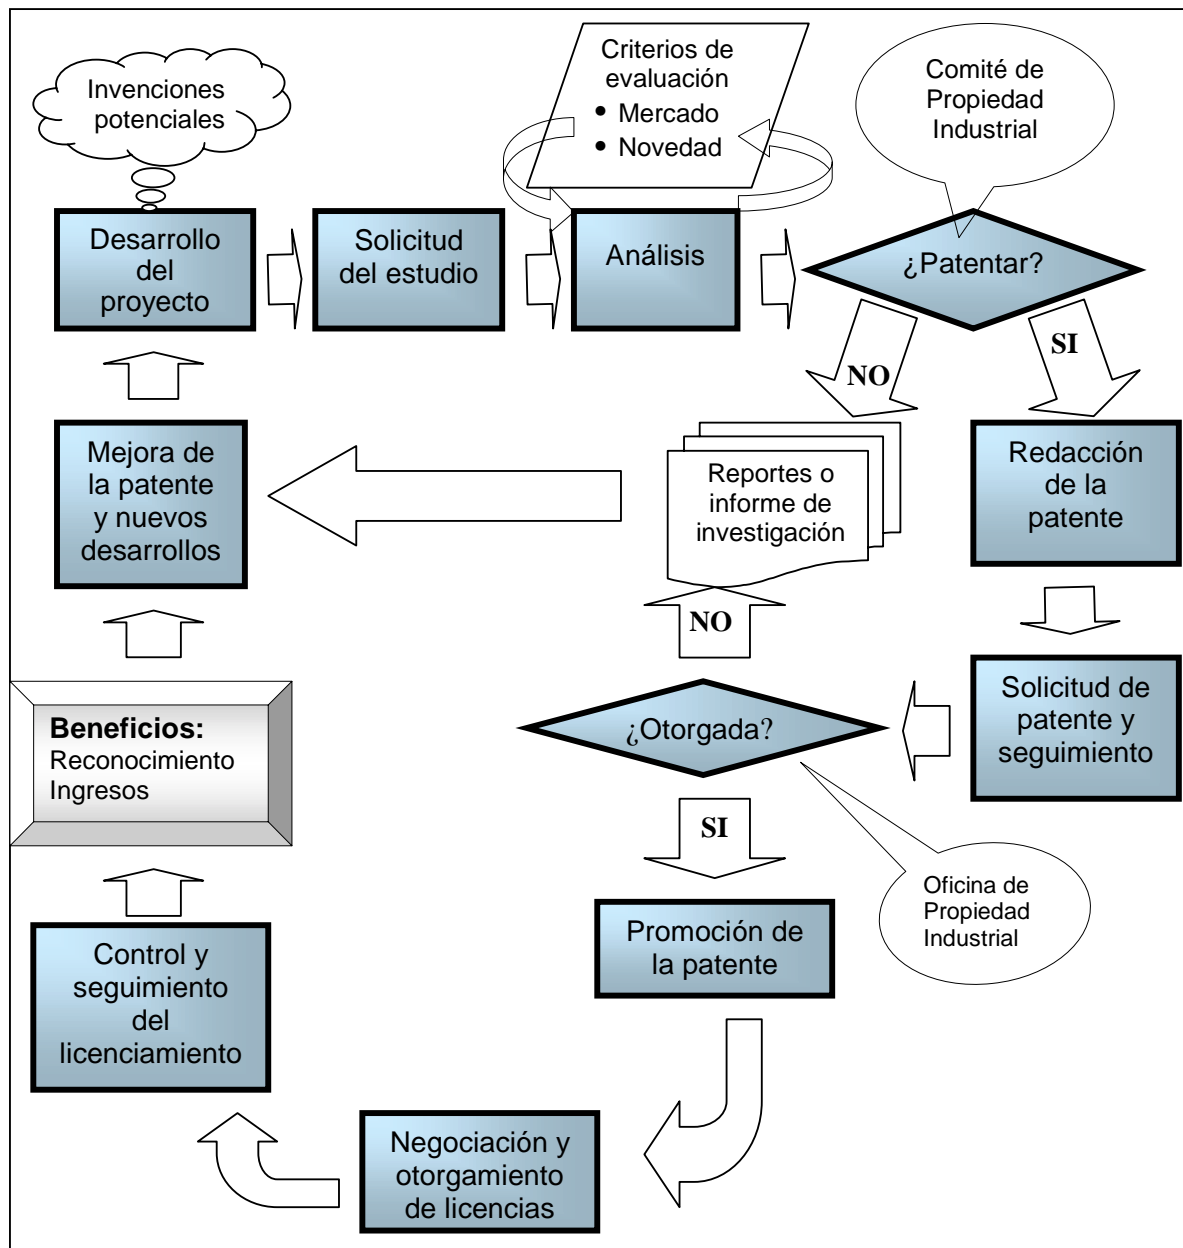 Invenciones
potenciales
Criterios de
evaluación
• Mercado
• Novedad
Comité de
Propiedad
Industrial
Desarrollo
del
proyecto
Solicitud
del estudio
Análisis
¿Patentar?
NO
SI
Mejora de
la patente
y nuevos
desarrollos
Reportes o
informe de
investigación
Redacción
de la
patente
NO
Solicitud de
patente y
seguimiento
¿Otorgada?
Beneficios:
Reconocimiento
Ingresos
SI
Oficina de
Propiedad
Industrial
Promoción de
la patente
Control y
seguimiento
del
licenciamiento
Negociación y
otorgamiento
de licencias